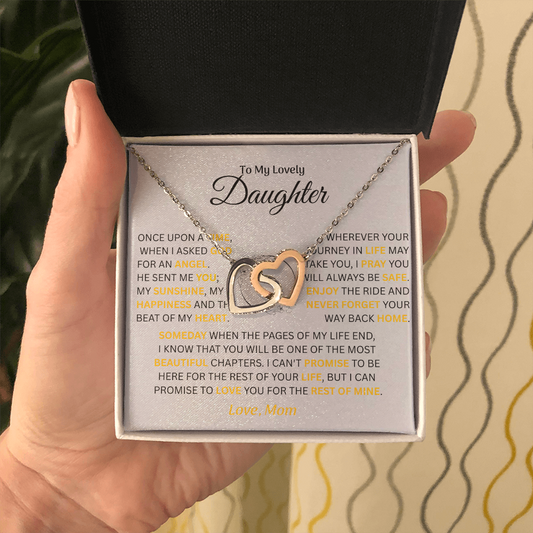 To My Lovely
Daughter
ONCE UPON A TIME,
WHEN I ASKED
FOR AN ANGEL.
HE SENT ME YOU;
MY SUNSHINE, MY
HAPPINESS AND
BEAT OF MY HEART.
WHEREVER YOUR
JOURNEY IN LIFE MAY
TAKE YOU, I PRAY YOU
WILL ALWAYS BE SAFE.
ENJOY THE RIDE AND
NEVER FORGET YOUR
WAY BACK HOME.
SOMEDAY WHEN THE PAGES OF MY LIFE END,
I KNOW THAT YOU WILL BE ONE OF THE MOST
BEAUTIFUL CHAPTERS. I CAN'T PROMISE TO BE
HERE FOR THE REST OF YOUR LIFE, BUT I CAN
PROMISE TO LOVE YOU FOR THE REST OF MINE.
Love, Mom